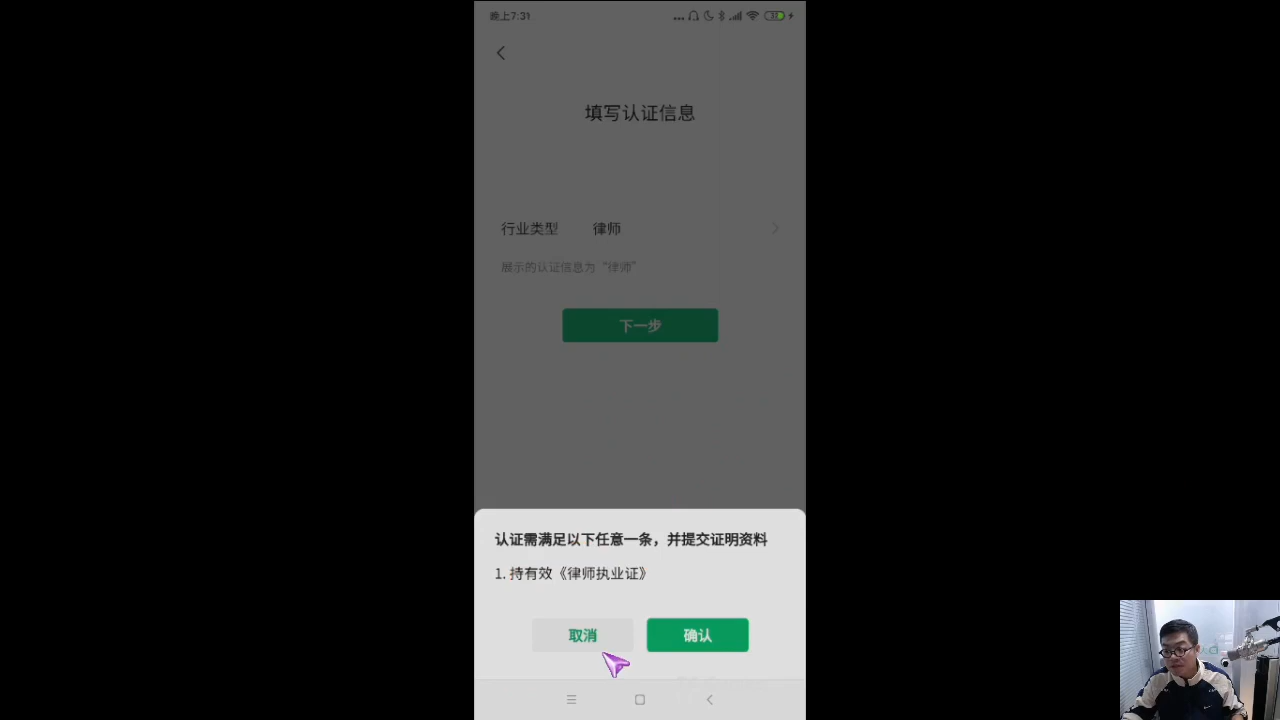 晚上7:31
填写认证信息
行业类型 律师
展示的认证信息为“律师”
下一步
认证需满足以下任意一条，并提交证明资料
1. 持有效《律师执业证》
取消 确认